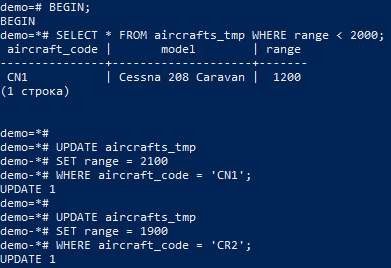 demo=# BEGIN;
BEGIN
demo=*# SELECT * FROM aircrafts_tmp WHERE range < 2000;
 aircraft_code |       model        | range
---------------+--------------------+-------
 CN1           | Cessna 208 Caravan |  1200
(1 строка)
demo=*#
demo=*# UPDATE aircrafts_tmp
demo-*# SET range = 2100
demo-*# WHERE aircraft_code = 'CN1';
UPDATE 1
demo=*#
demo=*# UPDATE aircrafts_tmp
demo-*# SET range = 1900
demo-*# WHERE aircraft_code = 'CR2';
UPDATE 1